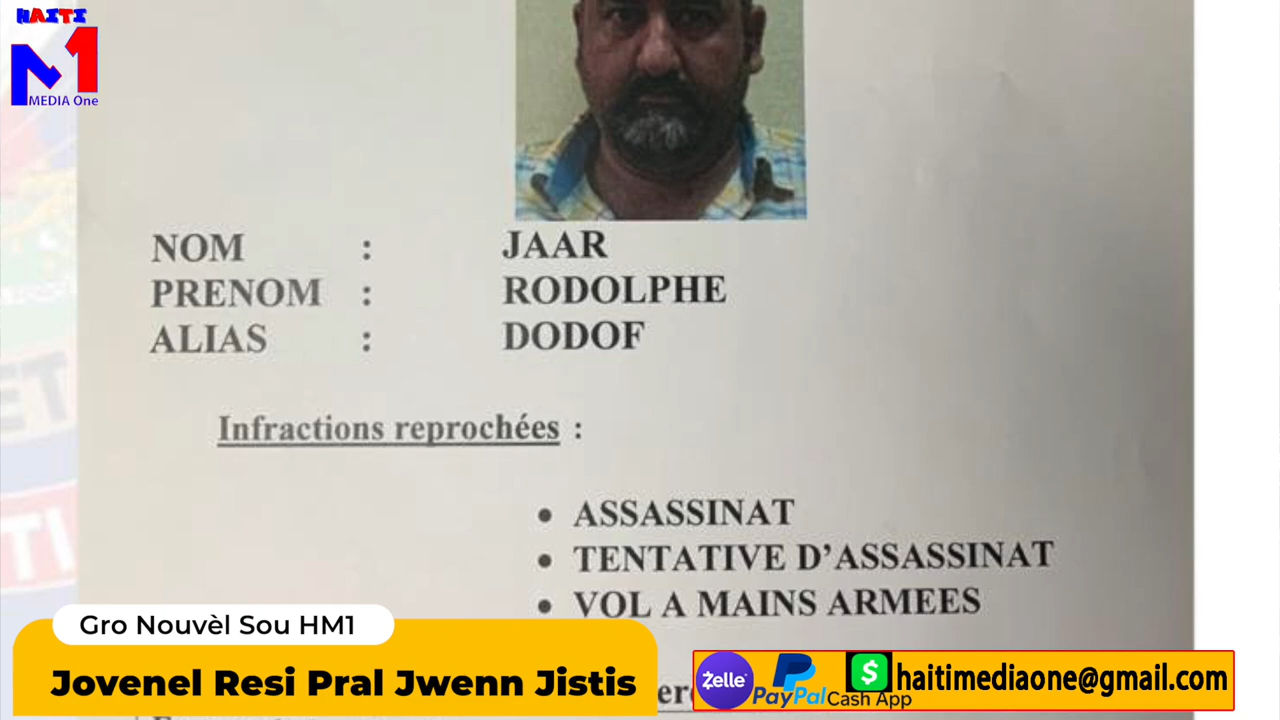 HAITI
M1
MEDIA One
NOM : JAAR
PRENOM : RODOLPHE
ALIAS : DODOF
Infractions reprochées :
• ASSASSINAT
• TENTATIVE D'ASSASSINAT
• VOL A MAINS ARMEES
Gro Nouvèl Sou HM1
Jovenel Resi Pral Jwenn Jistis
Zelle PayPal $ Cash App haitimediaone@gmail.com